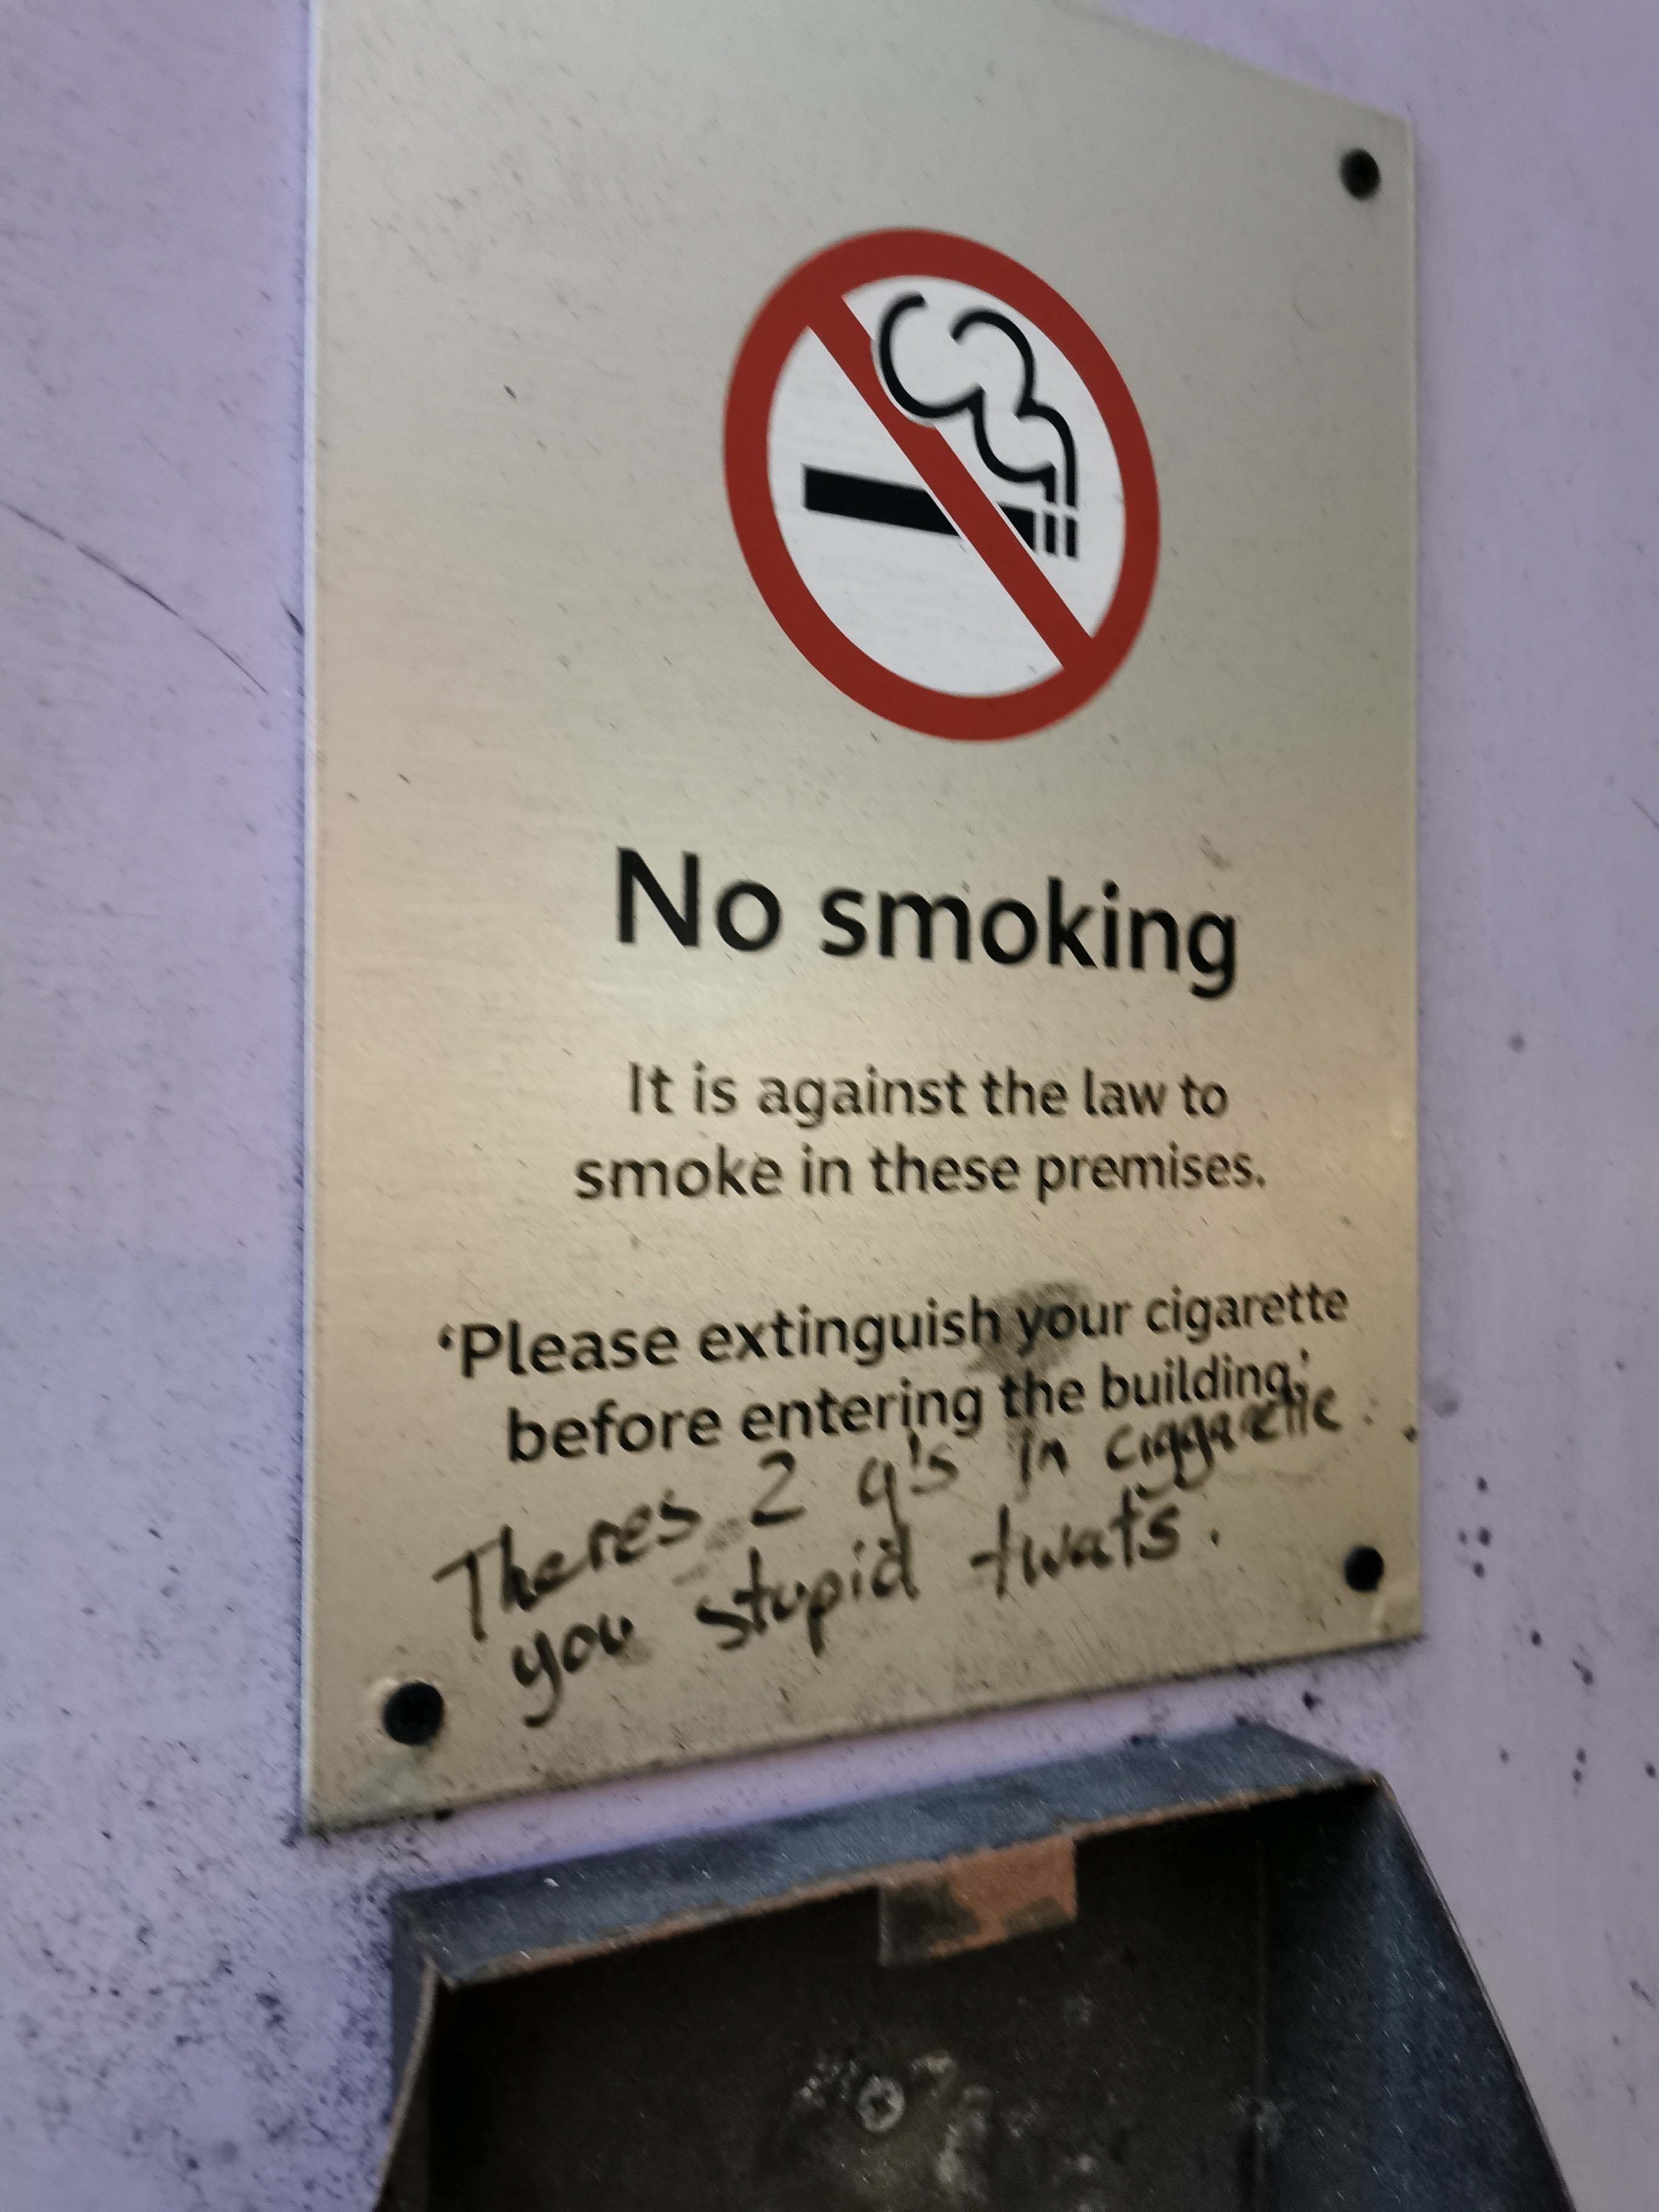 No smoking
It is against the law to
smoke in these premises.
‘Please extinguish your cigarette
before entering the building.’
Theres 2 g's in ciggarette.
you stupid twats.